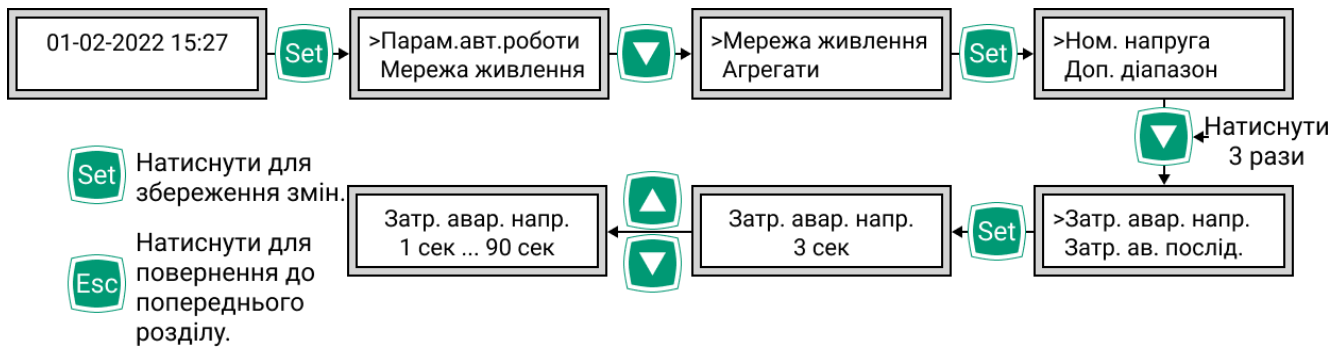 01-02-2022 15:27
Set
>Парам.авт.роботи
Мережа живлення
>Мережа живлення
Агрегати
Set
>Ном. напруга
Доп. діапазон
Натиснути
3 рази
>Затр. авар. напр.
Затр. ав. послід.
Set
Затр. авар. напр.
3 сек
Затр. авар. напр.
1 сек ... 90 сек
Set
Натиснути для
збереження змін.
Esc
Натиснути для
повернення до
попереднього
розділу.